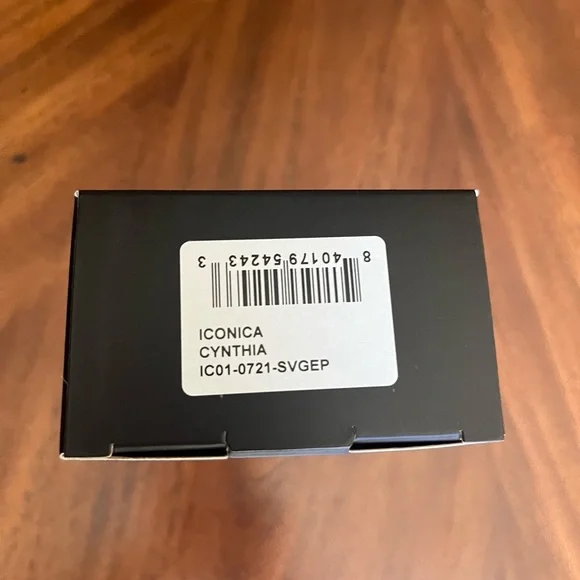 8 40179 54243 3
ICONICA
CYNTHIA
IC01-0721-SVGEP